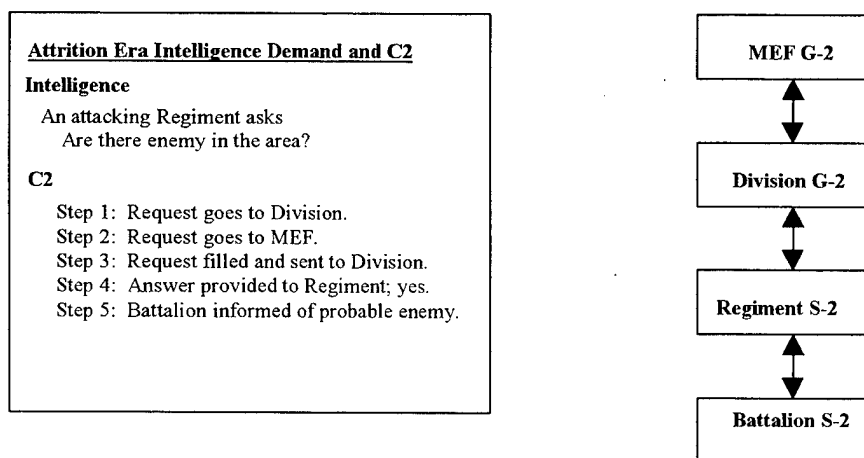 Attrition Era Intelligence Demand and C2
Intelligence
An attacking Regiment asks
Are there enemy in the area?
C2
Step 1: Request goes to Division.
Step 2: Request goes to MEF.
Step 3: Request filled and sent to Division.
Step 4: Answer provided to Regiment; yes.
Step 5: Battalion informed of probable enemy.
MEF G-2
Division G-2
Regiment S-2
Battalion S-2